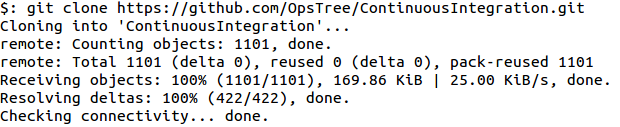 $: git clone https://github.com/OpsTree/ContinuousIntegration.git
Cloning into 'ContinuousIntegration'...
remote: Counting objects: 1101, done.
remote: Total 1101 (delta 0), reused 0 (delta 0), pack-reused 1101
Receiving objects: 100% (1101/1101), 169.86 KiB | 25.00 KiB/s, done.
Resolving deltas: 100% (422/422), done.
Checking connectivity... done.